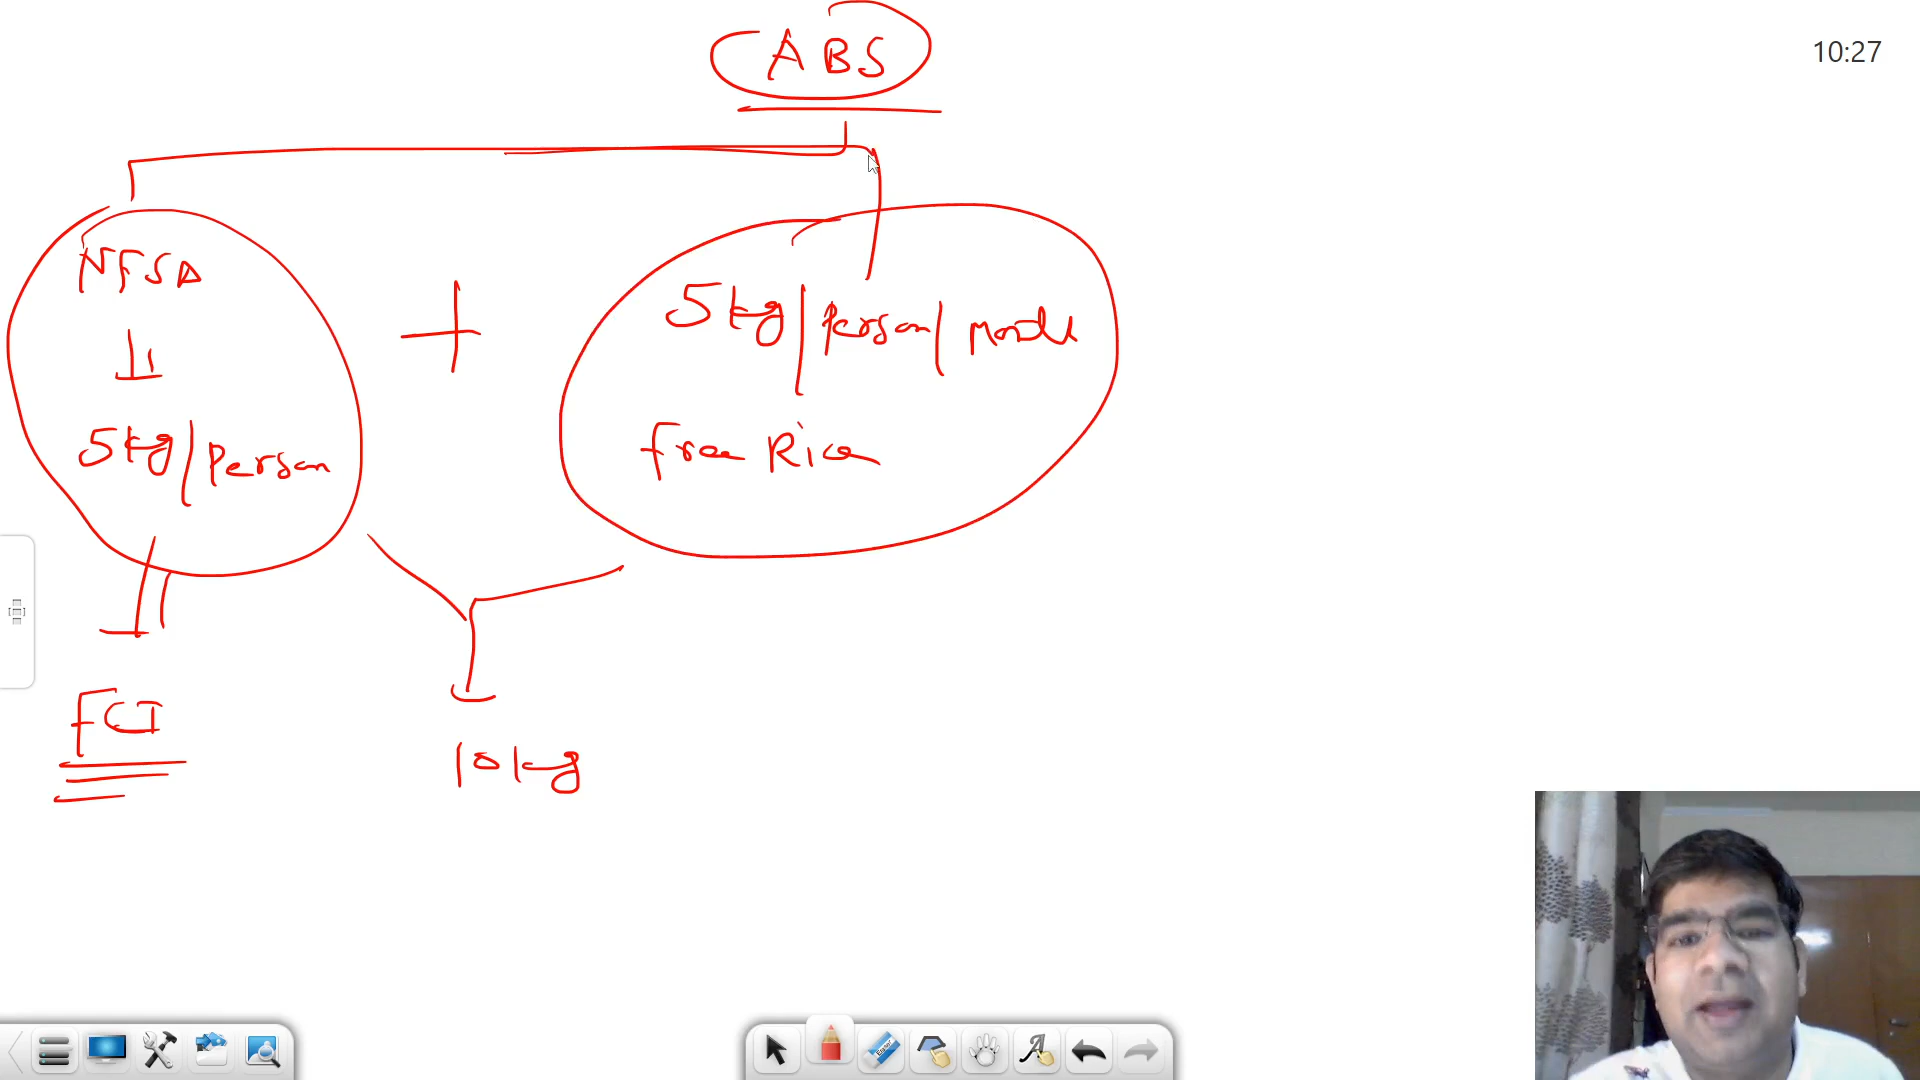 ABS
10:27
NFSA
5kg/Person
+
5kg/Person/Month
Free Rice
FCI
10kg